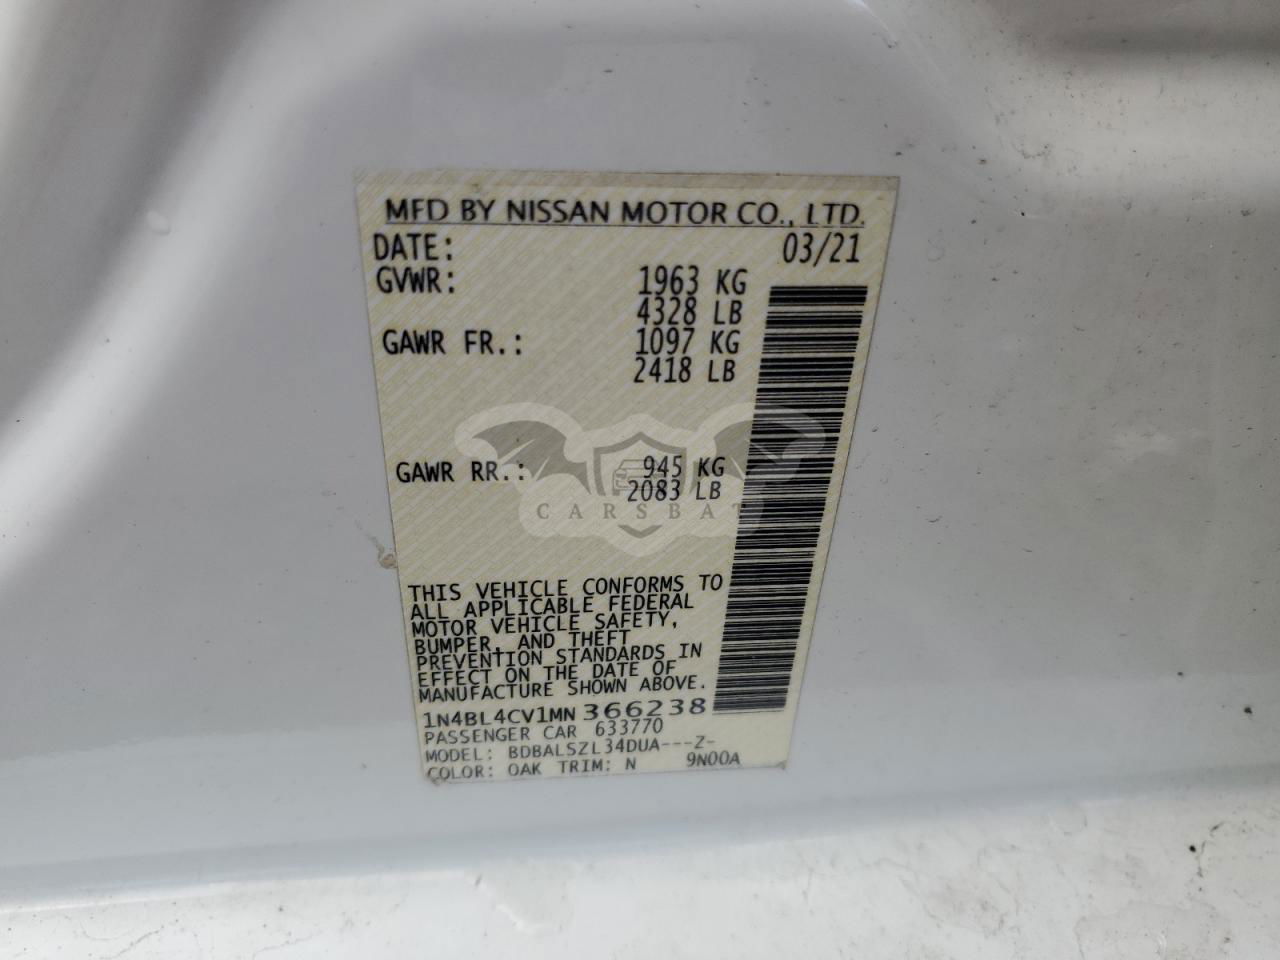 MFD BY NISSAN MOTOR CO., LTD.
DATE: 03/21
GVWR: 1963 KG
4328 LB
GAWR FR.: 1097 KG
2418 LB
GAWR RR.: 945 KG
2083 LB
CARSBAT
THIS VEHICLE CONFORMS TO
ALL APPLICABLE FEDERAL
MOTOR VEHICLE SAFETY,
BUMPER, AND THEFT
PREVENTION STANDARDS IN
EFFECT ON THE DATE OF
MANUFACTURE SHOWN ABOVE.
1N4BL4CV1MN366238
PASSENGER CAR 633770
MODEL: BDBALSZL34DUA---Z-
COLOR: QAK TRIM: N 9N00A